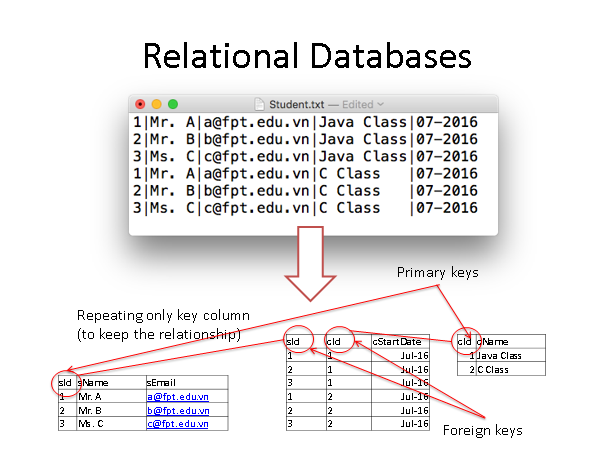 Relational Databases
Student.txt — Edited
1|Mr. A|a@fpt.edu.vn|Java Class|07-2016
2|Mr. B|b@fpt.edu.vn|Java Class|07-2016
3|Ms. C|c@fpt.edu.vn|Java Class|07-2016
1|Mr. A|a@fpt.edu.vn|C Class   |07-2016
2|Mr. B|b@fpt.edu.vn|C Class   |07-2016
3|Ms. C|c@fpt.edu.vn|C Class   |07-2016
Primary keys
Repeating only key column
(to keep the relationship)
sId cId cStartDate
1 1 Jul-16
2 1 Jul-16
3 1 Jul-16
1 2 Jul-16
2 2 Jul-16
3 2 Jul-16
cId cName
1 Java Class
2 C Class
sId sName sEmail
1 Mr. A a@fpt.edu.vn
2 Mr. B b@fpt.edu.vn
3 Ms. C c@fpt.edu.vn
Foreign keys